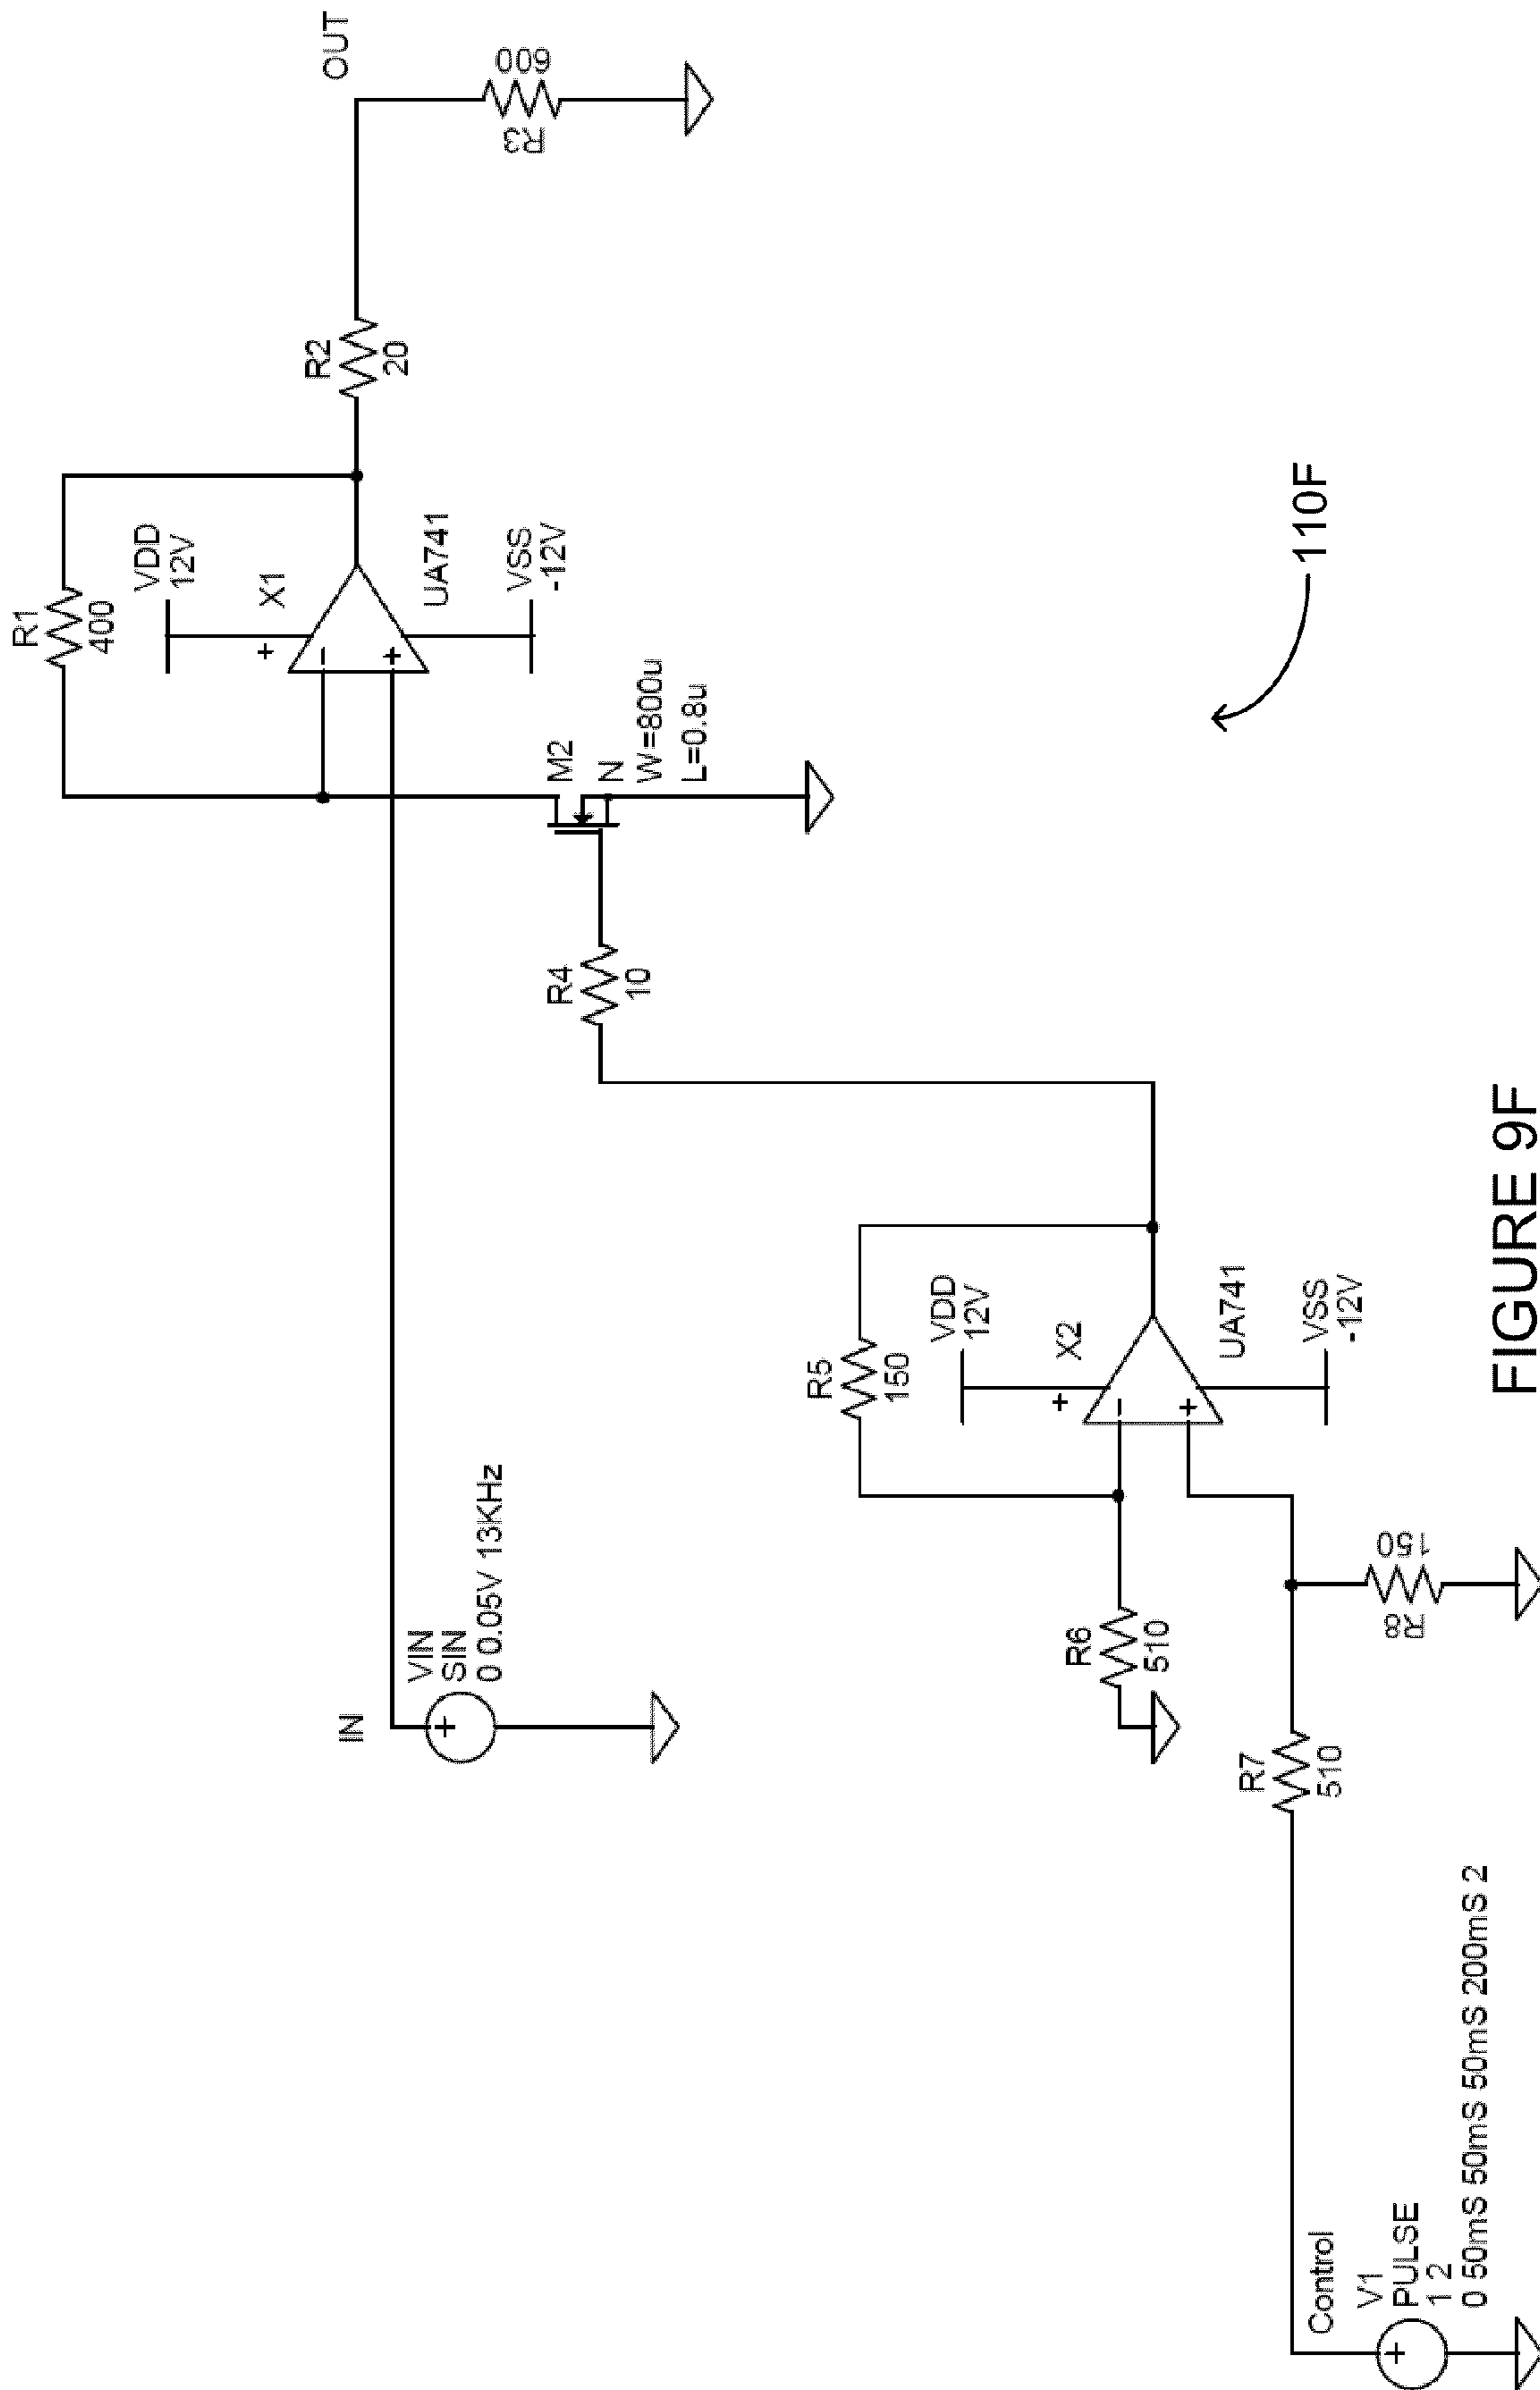 R1
400
VDD
12V
X1
+
−
+
UA741
VSS
-12V
R2
20
OUT
R3
600
IN
VIN
SIN
0 0.05V 13KHz
+
M2
N
W=800u
L=0.8u
R4
10
R5
150
VDD
12V
X2
+
−
+
UA741
VSS
-12V
R6
510
R7
510
R8
150
Control
V1
PULSE
1 2
0 50mS 50mS 50mS 200mS 2
+
110F
FIGURE 9F